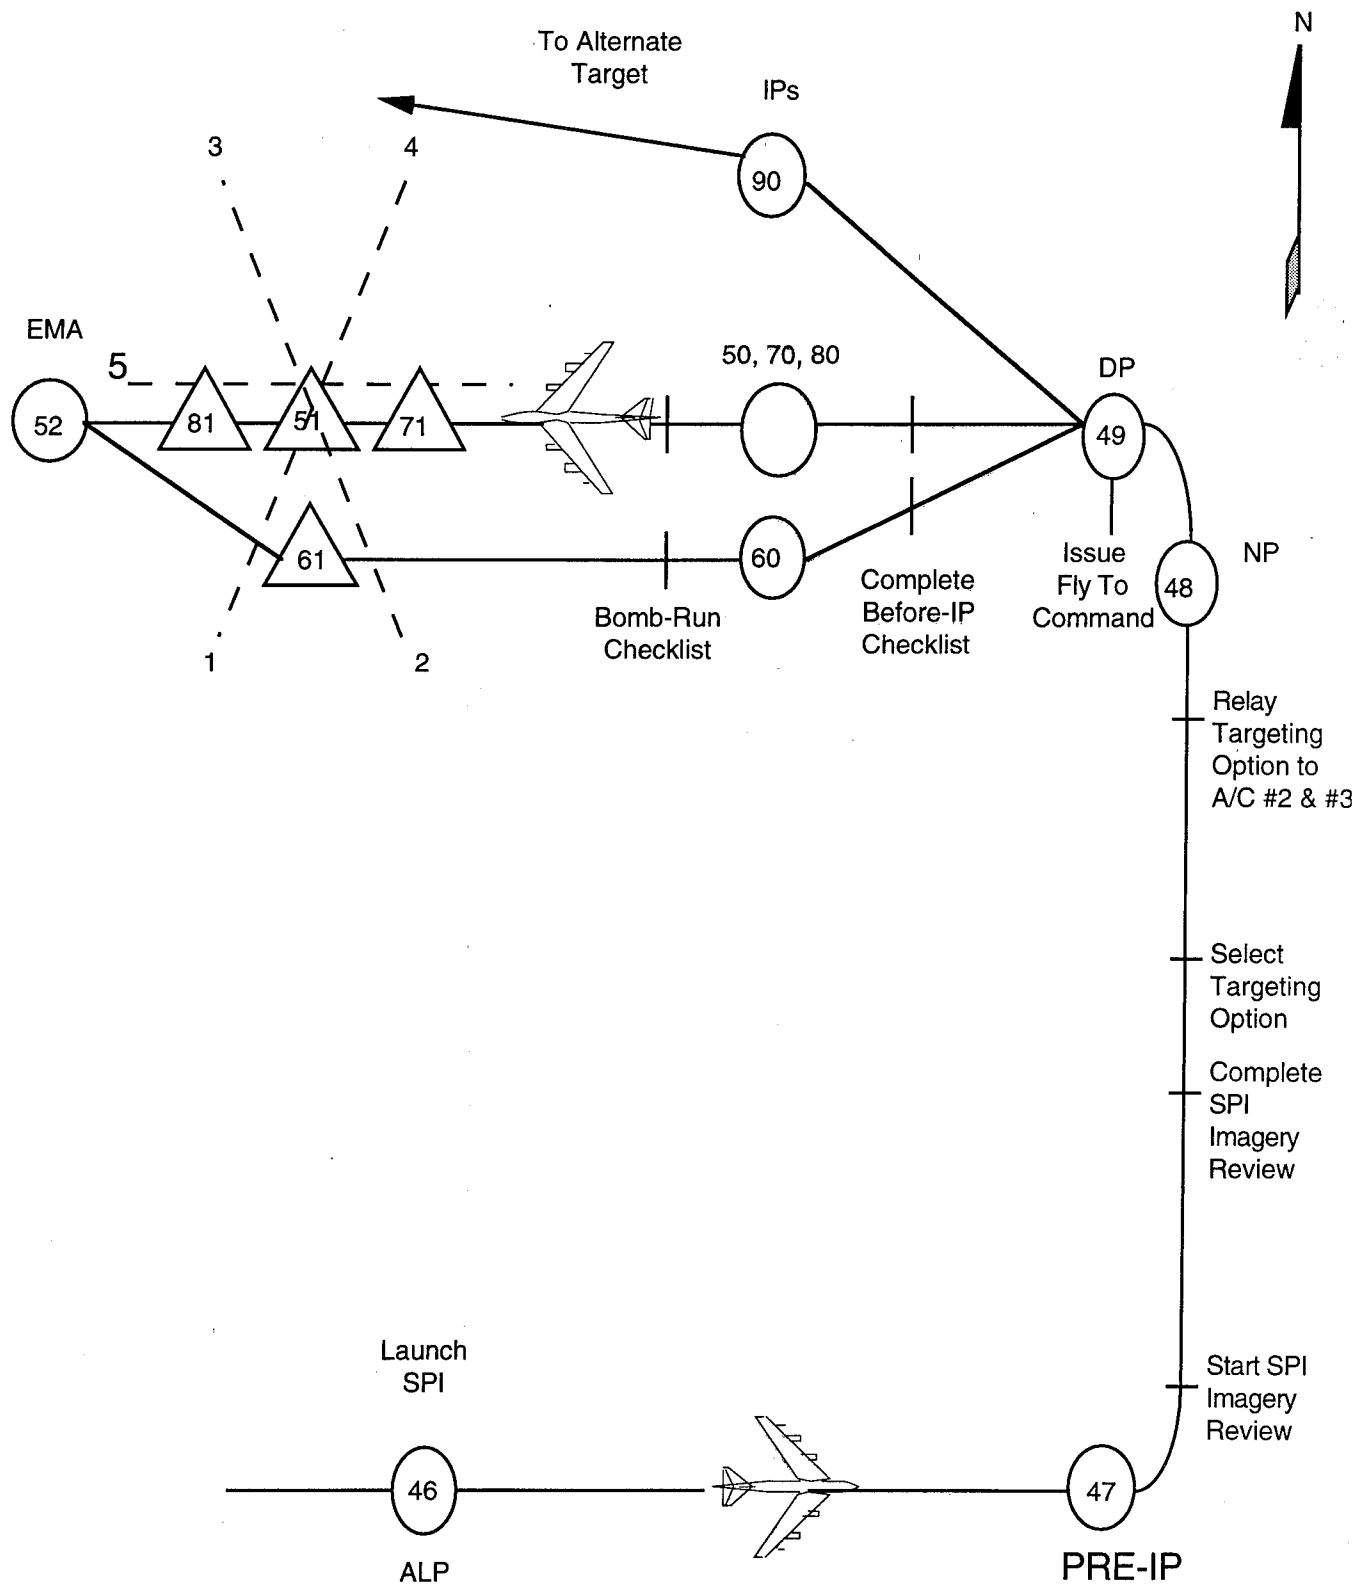 N
To Alternate
Target
IPs
90
3
4
EMA
5
52
81
51
71
50, 70, 80
DP
49
61
60
Bomb-Run
Checklist
Complete
Before-IP
Checklist
Issue
Fly To
Command
NP
48
1
2
Relay
Targeting
Option to
A/C #2 & #3
Select
Targeting
Option
Complete
SPI
Imagery
Review
Start SPI
Imagery
Review
Launch
SPI
46
ALP
47
PRE-IP